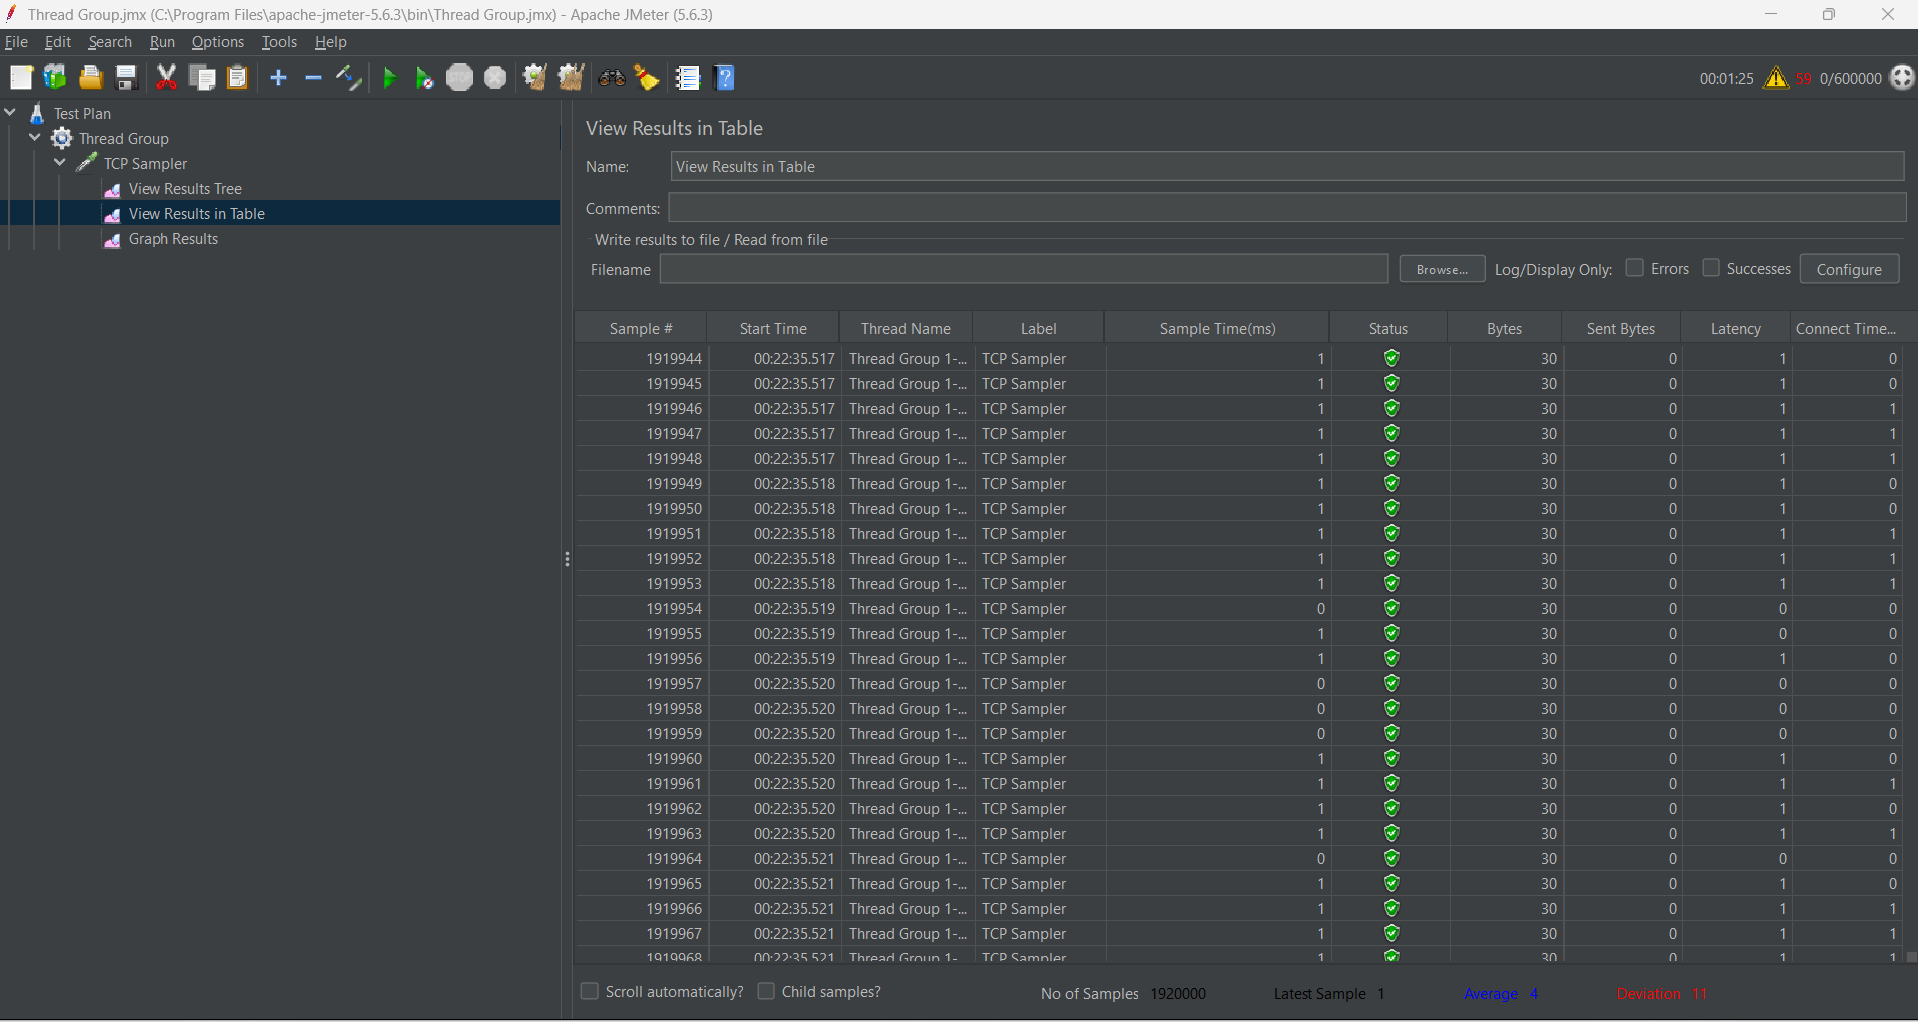 Thread Group.jmx (C:\Program Files\apache-jmeter-5.6.3\bin\Thread Group.jmx) - Apache JMeter (5.6.3)
File Edit Search Run Options Tools Help
STOP 00:01:25 59 0/600000
Test Plan
Thread Group
TCP Sampler
View Results Tree
View Results in Table
Graph Results
View Results in Table
Name: View Results in Table
Comments:
Write results to file / Read from file
Filename Browse... Log/Display Only: Errors Successes Configure
Sample # Start Time Thread Name Label Sample Time(ms) Status Bytes Sent Bytes Latency Connect Time...
1919944 00:22:35.517 Thread Group 1-... TCP Sampler 1 30 0 1 0
1919945 00:22:35.517 Thread Group 1-... TCP Sampler 1 30 0 1 0
1919946 00:22:35.517 Thread Group 1-... TCP Sampler 1 30 0 1 1
1919947 00:22:35.517 Thread Group 1-... TCP Sampler 1 30 0 1 1
1919948 00:22:35.517 Thread Group 1-... TCP Sampler 1 30 0 1 1
1919949 00:22:35.518 Thread Group 1-... TCP Sampler 1 30 0 1 0
1919950 00:22:35.518 Thread Group 1-... TCP Sampler 1 30 0 1 0
1919951 00:22:35.518 Thread Group 1-... TCP Sampler 1 30 0 1 1
1919952 00:22:35.518 Thread Group 1-... TCP Sampler 1 30 0 1 1
1919953 00:22:35.518 Thread Group 1-... TCP Sampler 1 30 0 1 1
1919954 00:22:35.519 Thread Group 1-... TCP Sampler 0 30 0 0 0
1919955 00:22:35.519 Thread Group 1-... TCP Sampler 1 30 0 0 0
1919956 00:22:35.519 Thread Group 1-... TCP Sampler 1 30 0 1 0
1919957 00:22:35.520 Thread Group 1-... TCP Sampler 0 30 0 0 0
1919958 00:22:35.520 Thread Group 1-... TCP Sampler 0 30 0 0 0
1919959 00:22:35.520 Thread Group 1-... TCP Sampler 0 30 0 0 0
1919960 00:22:35.520 Thread Group 1-... TCP Sampler 1 30 0 1 0
1919961 00:22:35.520 Thread Group 1-... TCP Sampler 1 30 0 1 1
1919962 00:22:35.520 Thread Group 1-... TCP Sampler 1 30 0 1 0
1919963 00:22:35.520 Thread Group 1-... TCP Sampler 1 30 0 1 1
1919964 00:22:35.521 Thread Group 1-... TCP Sampler 0 30 0 0 0
1919965 00:22:35.521 Thread Group 1-... TCP Sampler 1 30 0 1 0
1919966 00:22:35.521 Thread Group 1-... TCP Sampler 1 30 0 1 1
1919967 00:22:35.521 Thread Group 1-... TCP Sampler 1 30 0 1 1
1919968 00:22:35.521 Thread Group 1-... TCP Sampler 1 30 0 1 1
Scroll automatically? Child samples? No of Samples 1920000 Latest Sample 1 Average 4 Deviation 11